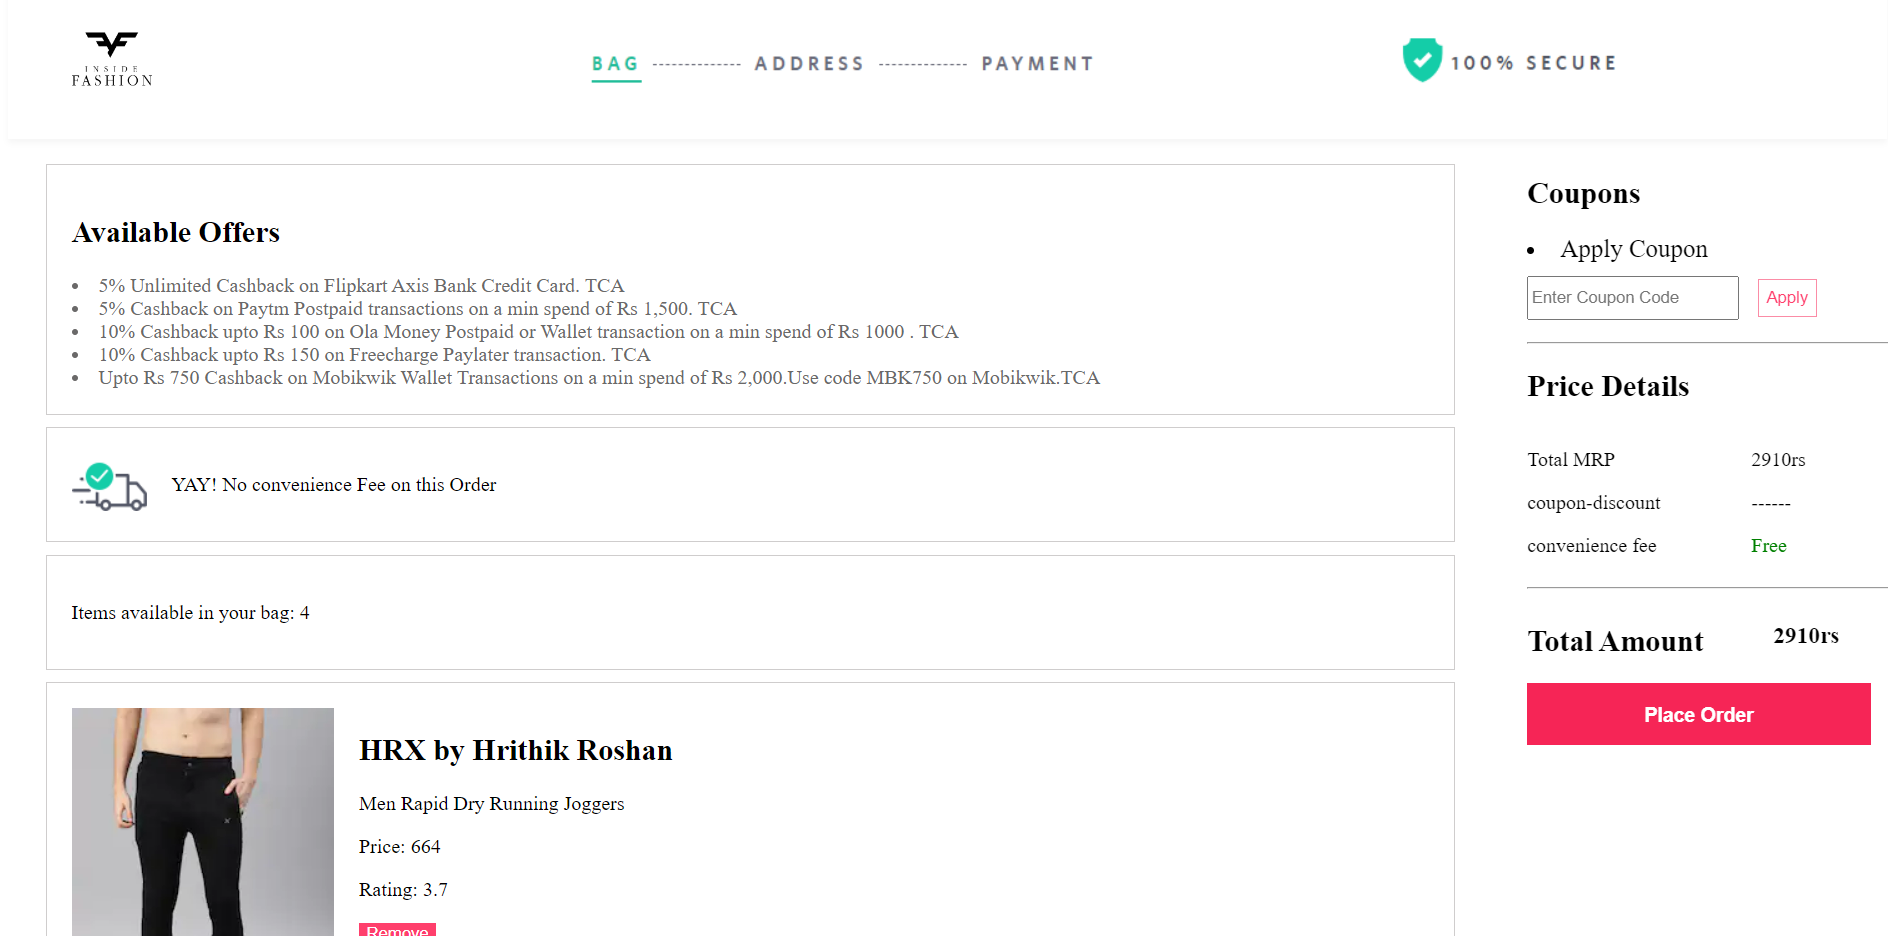 INSIDE
FASHION
BAG ------------- ADDRESS ------------- PAYMENT
100% SECURE
Available Offers
• 5% Unlimited Cashback on Flipkart Axis Bank Credit Card. TCA
• 5% Cashback on Paytm Postpaid transactions on a min spend of Rs 1,500. TCA
• 10% Cashback upto Rs 100 on Ola Money Postpaid or Wallet transaction on a min spend of Rs 1000 . TCA
• 10% Cashback upto Rs 150 on Freecharge Paylater transaction. TCA
• Upto Rs 750 Cashback on Mobikwik Wallet Transactions on a min spend of Rs 2,000.Use code MBK750 on Mobikwik.TCA
YAY! No convenience Fee on this Order
Items available in your bag: 4
HRX by Hrithik Roshan
Men Rapid Dry Running Joggers
Price: 664
Rating: 3.7
Remove
Coupons
• Apply Coupon
Enter Coupon Code Apply
Price Details
Total MRP 2910rs
coupon-discount ------
convenience fee Free
Total Amount 2910rs
Place Order